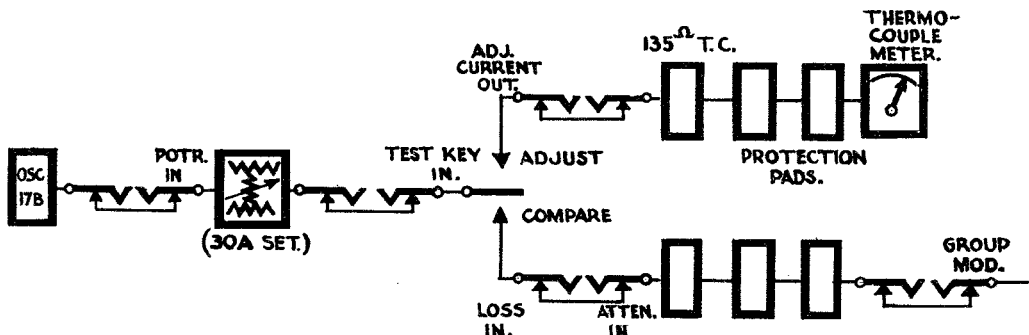 THERMO-
COUPLE
METER.
135 Ω T.C.
ADJ.
CURRENT
OUT.
PROTECTION
PADS.
TEST KEY
IN.
ADJUST
POTR.
IN
OSC
17B
(30A SET.)
COMPARE
GROUP
MOD.
LOSS
IN.
ATTEN.
IN